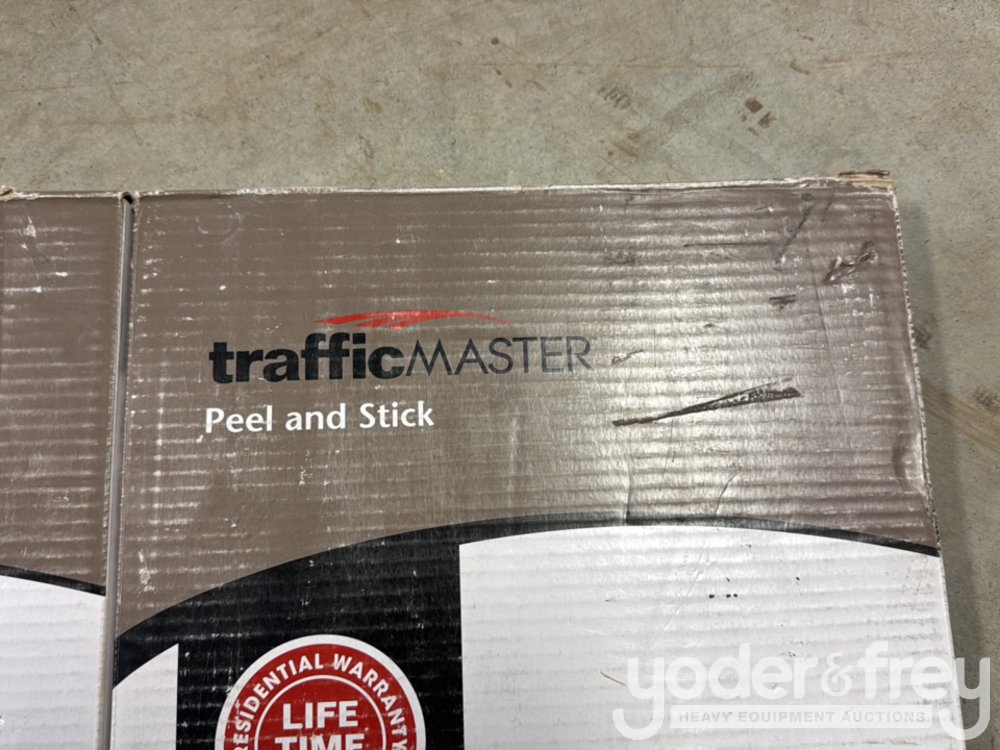 trafficMASTER
Peel and Stick
RESIDENTIAL WARRANTY
LIFE
TIME
yoder&frey
HEAVY EQUIPMENT AUCTIONS